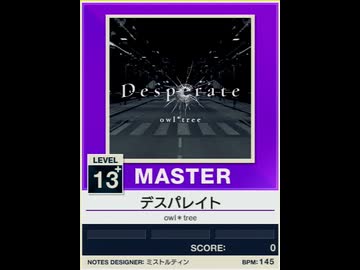 Desperate
owl*tree
LEVEL
13+
MASTER
デスパレイト
owl＊tree
SCORE: 0
NOTES DESIGNER: ミストルティン BPM: 145